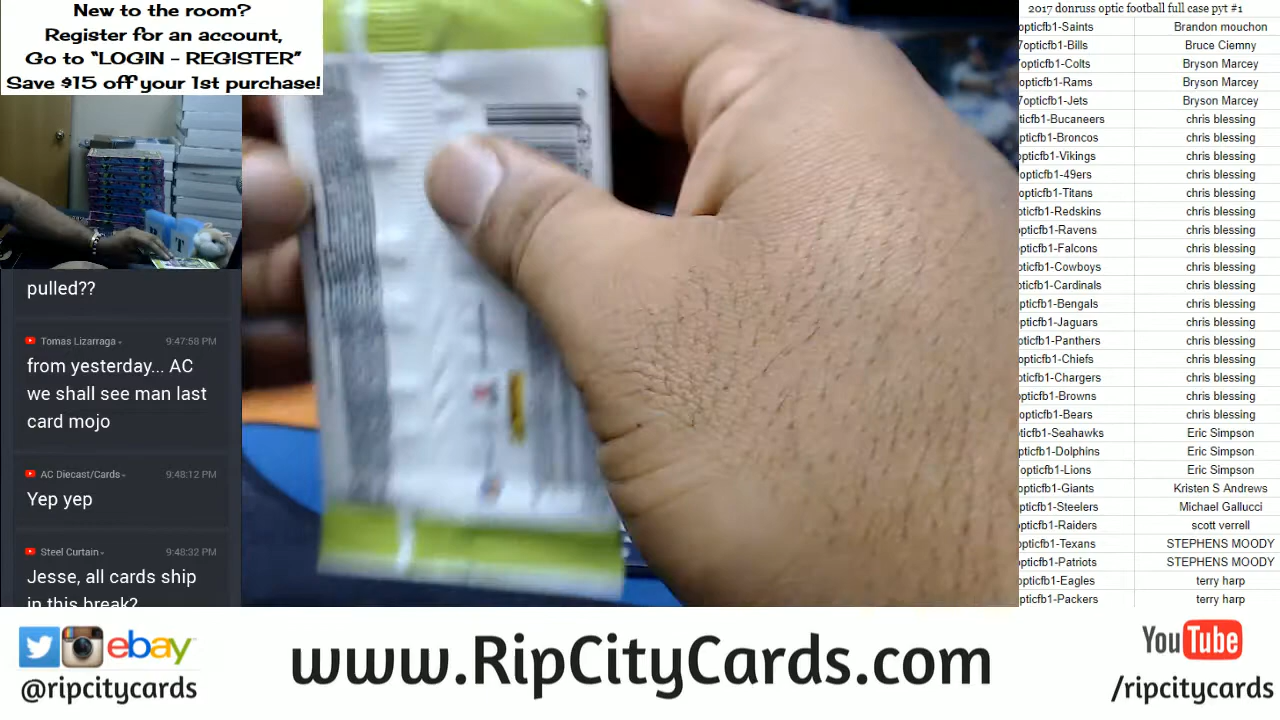 New to the room?
Register for an account,
Go to “LOGIN - REGISTER”
Save $15 off your 1st purchase!
pulled??
Tomas Lizarraga 9:47:58 PM
from yesterday... AC
we shall see man last
card mojo
AC Diecast/Cards 9:48:12 PM
Yep yep
Steel Curtain 9:48:32 PM
Jesse, all cards ship
in this break?
2017 donruss optic football full case pyt #1
opticfb1-Saints Brandon mouchon
7opticfb1-Bills Bruce Ciemny
7opticfb1-Colts Bryson Marcey
opticfb1-Rams Bryson Marcey
7opticfb1-Jets Bryson Marcey
opticfb1-Bucaneers chris blessing
opticfb1-Broncos chris blessing
opticfb1-Vikings chris blessing
opticfb1-49ers chris blessing
opticfb1-Titans chris blessing
opticfb1-Redskins chris blessing
opticfb1-Ravens chris blessing
opticfb1-Falcons chris blessing
opticfb1-Cowboys chris blessing
opticfb1-Cardinals chris blessing
opticfb1-Bengals chris blessing
opticfb1-Jaguars chris blessing
opticfb1-Panthers chris blessing
opticfb1-Chiefs chris blessing
opticfb1-Chargers chris blessing
opticfb1-Browns chris blessing
opticfb1-Bears chris blessing
opticfb1-Seahawks Eric Simpson
opticfb1-Dolphins Eric Simpson
7opticfb1-Lions Eric Simpson
opticfb1-Giants Kristen S Andrews
opticfb1-Steelers Michael Gallucci
opticfb1-Raiders scott verrell
opticfb1-Texans STEPHENS MOODY
opticfb1-Patriots STEPHENS MOODY
opticfb1-Eagles terry harp
opticfb1-Packers terry harp
ebay
@ripcitycards
www.RipCityCards.com
YouTube
/ripcitycards